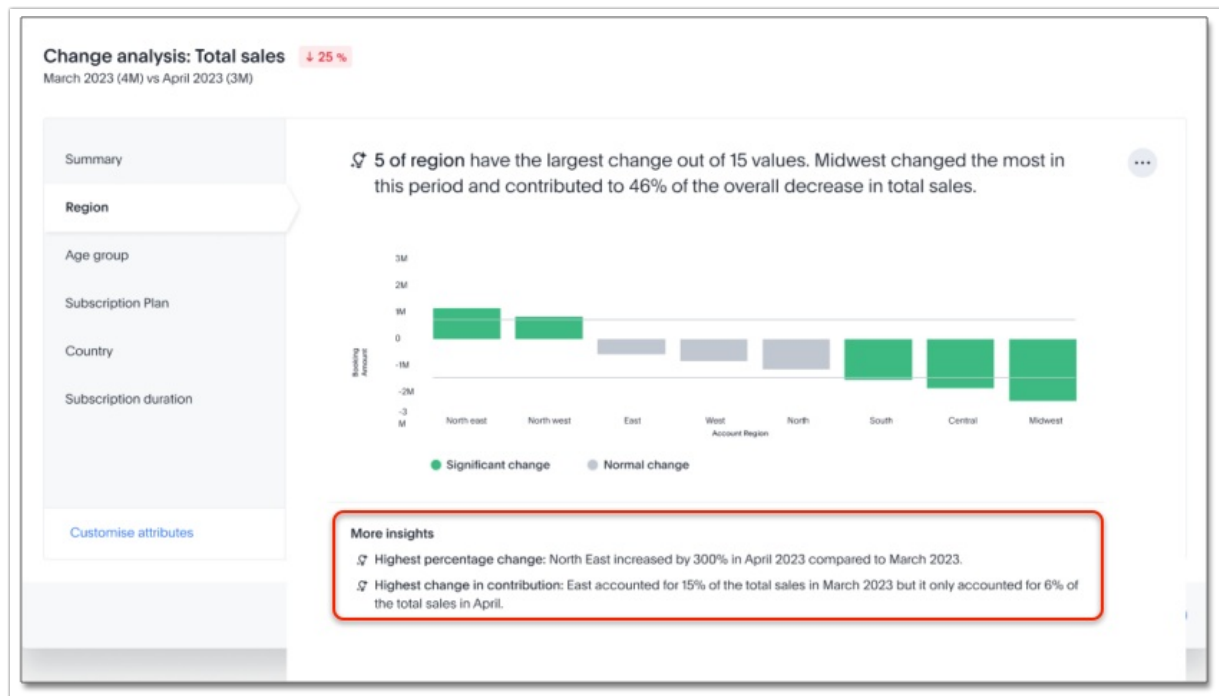 Change analysis: Total sales ↓ 25 %
March 2023 (4M) vs April 2023 (3M)
Summary
Region
Age group
Subscription Plan
Country
Subscription duration
Customise attributes
5 of region have the largest change out of 15 values. Midwest changed the most in
this period and contributed to 46% of the overall decrease in total sales.
3M
2M
1M
0
-1M
-2M
-3
M
Booking
Amount
North east North west East West North South Central Midwest
Account Region
Significant change Normal change
More insights
Highest percentage change: North East increased by 300% in April 2023 compared to March 2023.
Highest change in contribution: East accounted for 15% of the total sales in March 2023 but it only accounted for 6% of
the total sales in April.